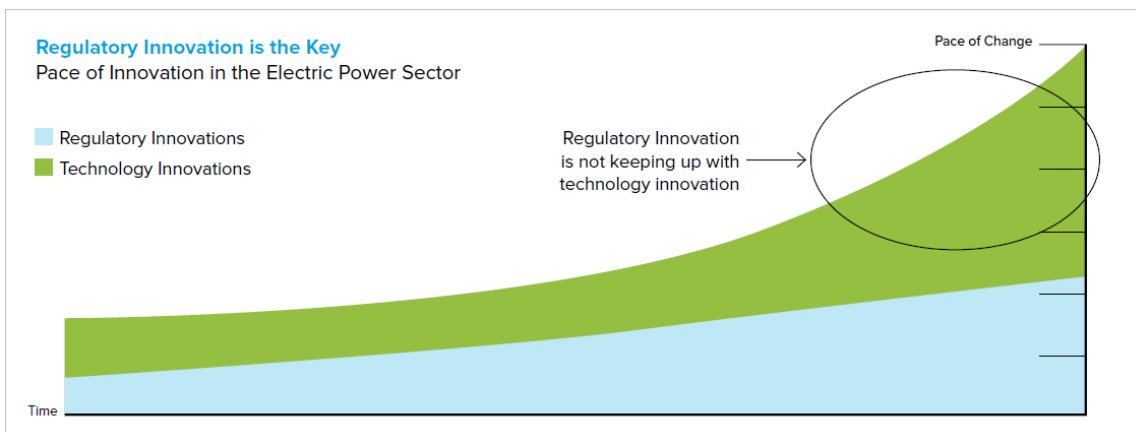 Regulatory Innovation is the Key
Pace of Innovation in the Electric Power Sector
Pace of Change
Regulatory Innovations
Technology Innovations
Regulatory Innovation
is not keeping up with
technology innovation
Time